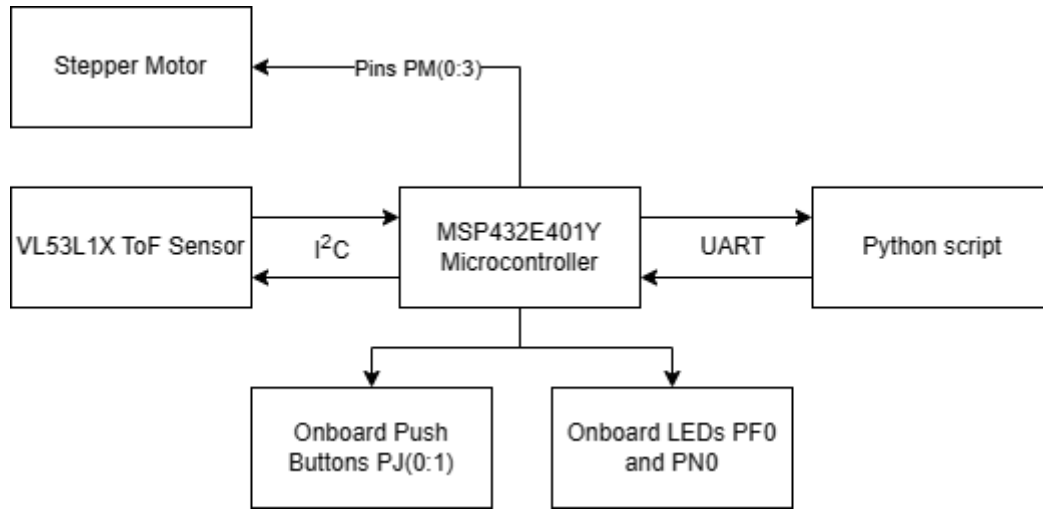 Stepper Motor
Pins PM(0:3)
VL53L1X ToF Sensor
I²C
MSP432E401Y
Microcontroller
UART
Python script
Onboard Push
Buttons PJ(0:1)
Onboard LEDs PF0
and PN0